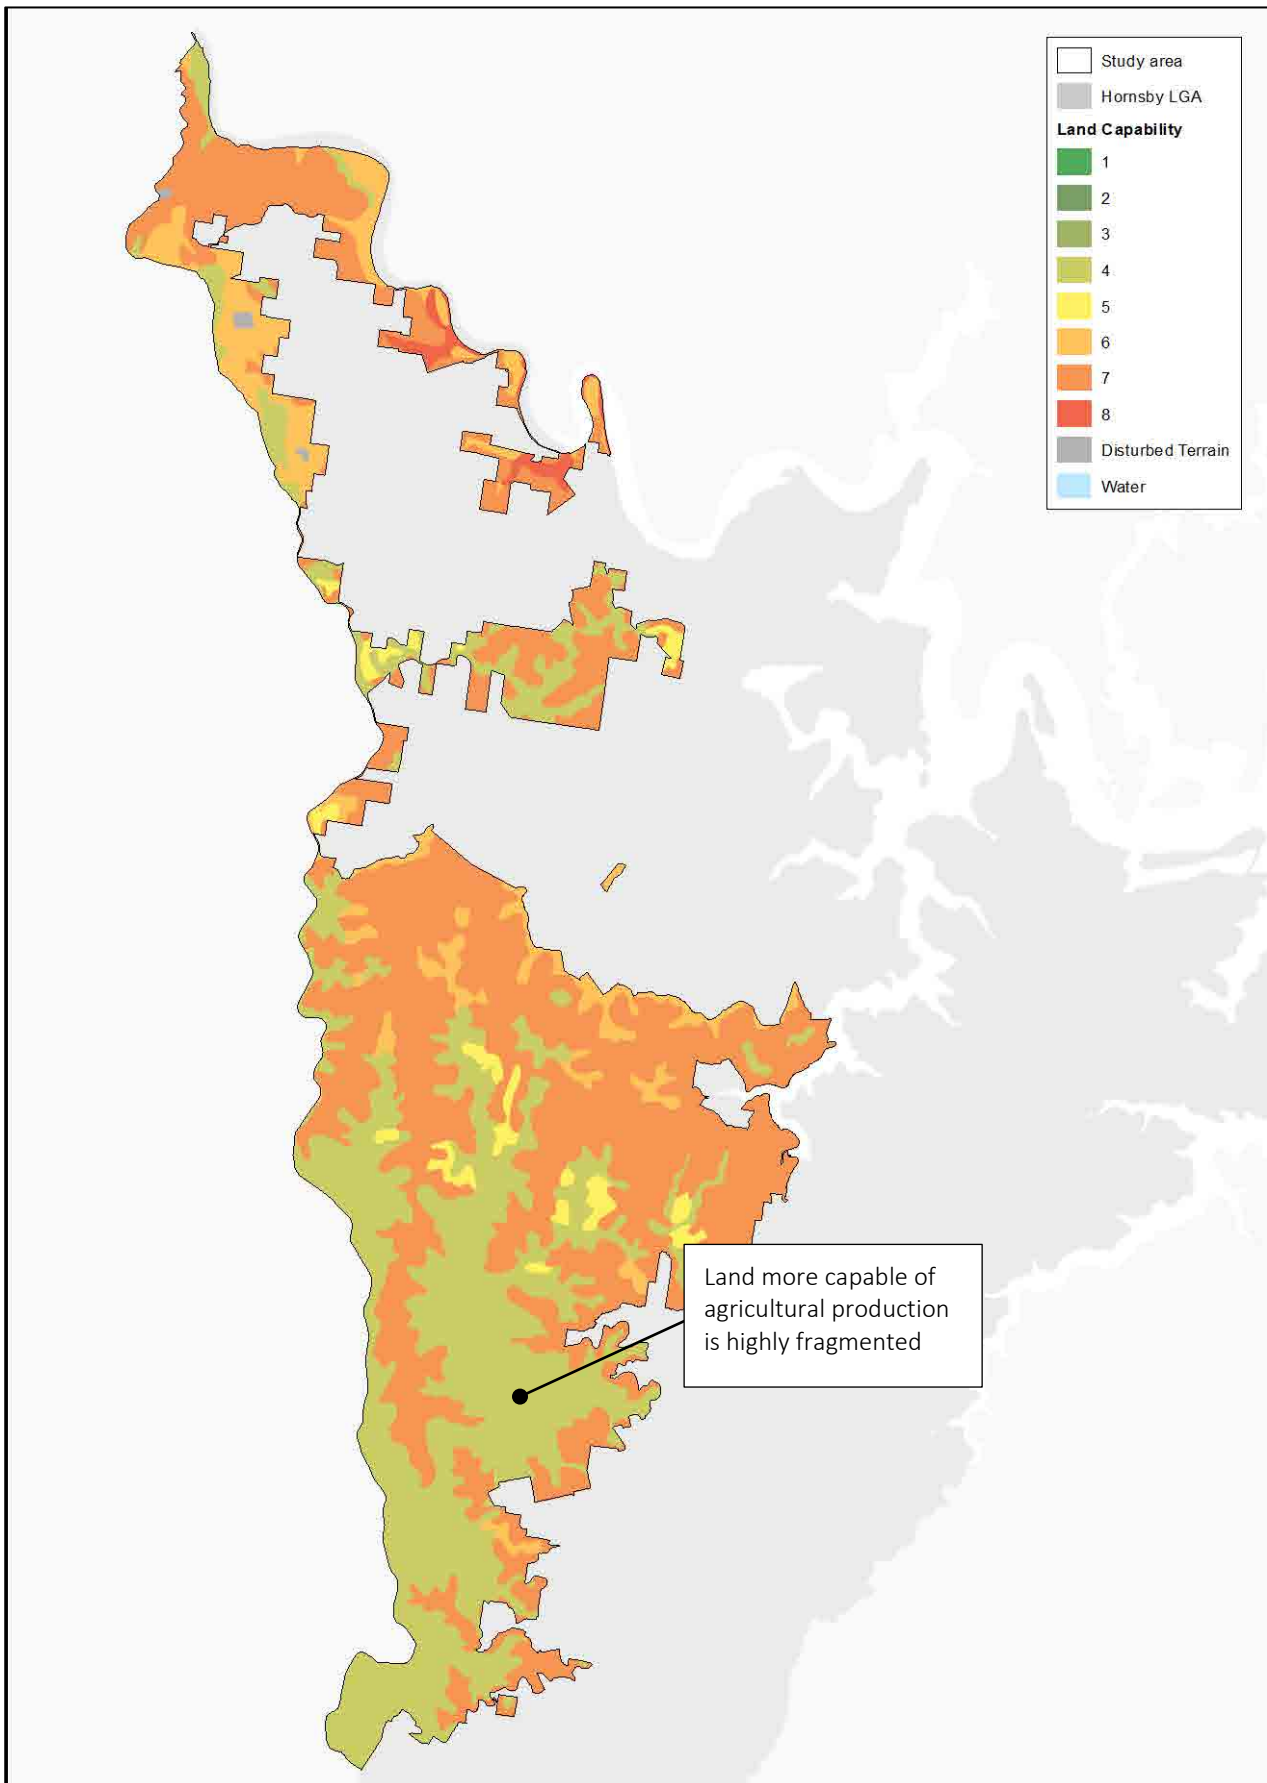 Study area
Hornsby LGA
Land Capability
1
2
3
4
5
6
7
8
Disturbed Terrain
Water
Land more capable of
agricultural production
is highly fragmented